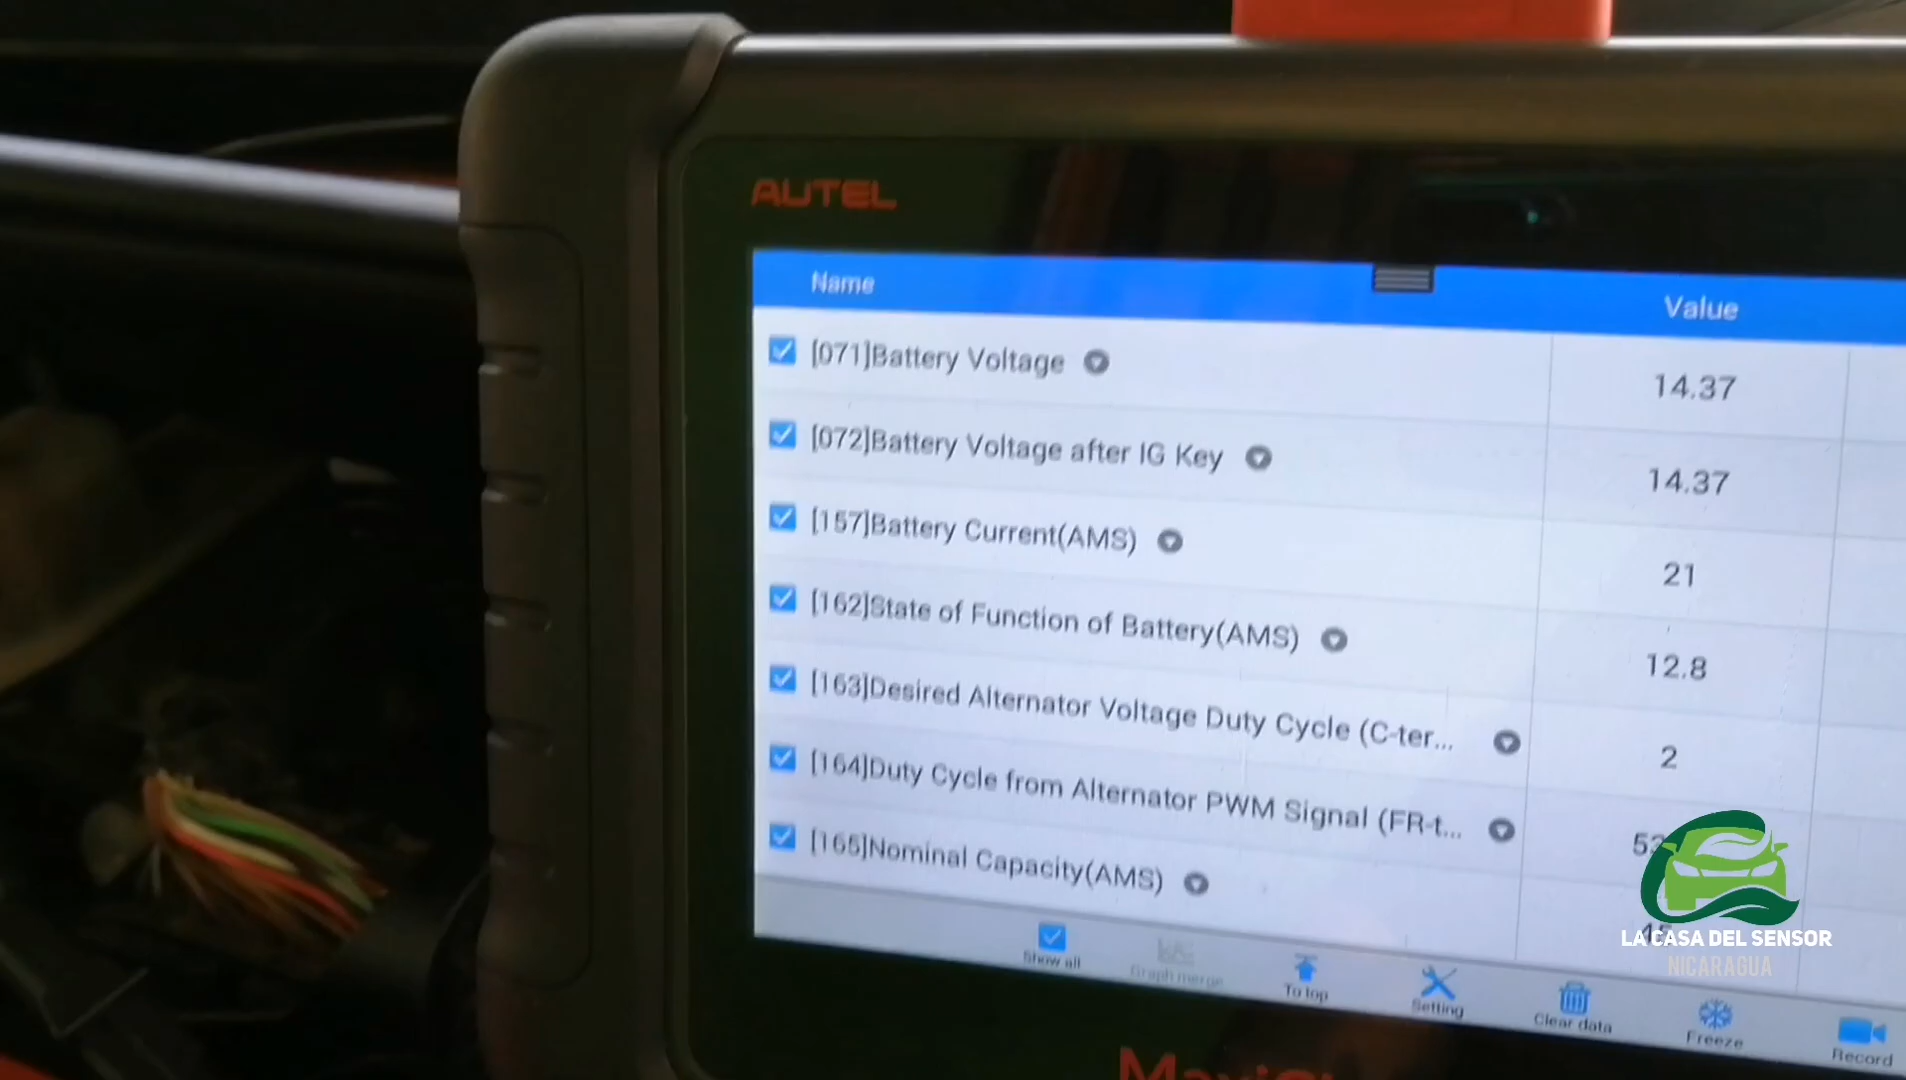 AUTEL
Name Value
[071]Battery Voltage 14.37
[072]Battery Voltage after IG Key 14.37
[157]Battery Current(AMS) 21
[162]State of Function of Battery(AMS) 12.8
[163]Desired Alternator Voltage Duty Cycle (C-ter... 2
[164]Duty Cycle from Alternator PWM Signal (FR-t...
[165]Nominal Capacity(AMS)
LA CASA DEL SENSOR
NICARAGUA
Show all Graph merge To top Setting Clear data Freeze Record